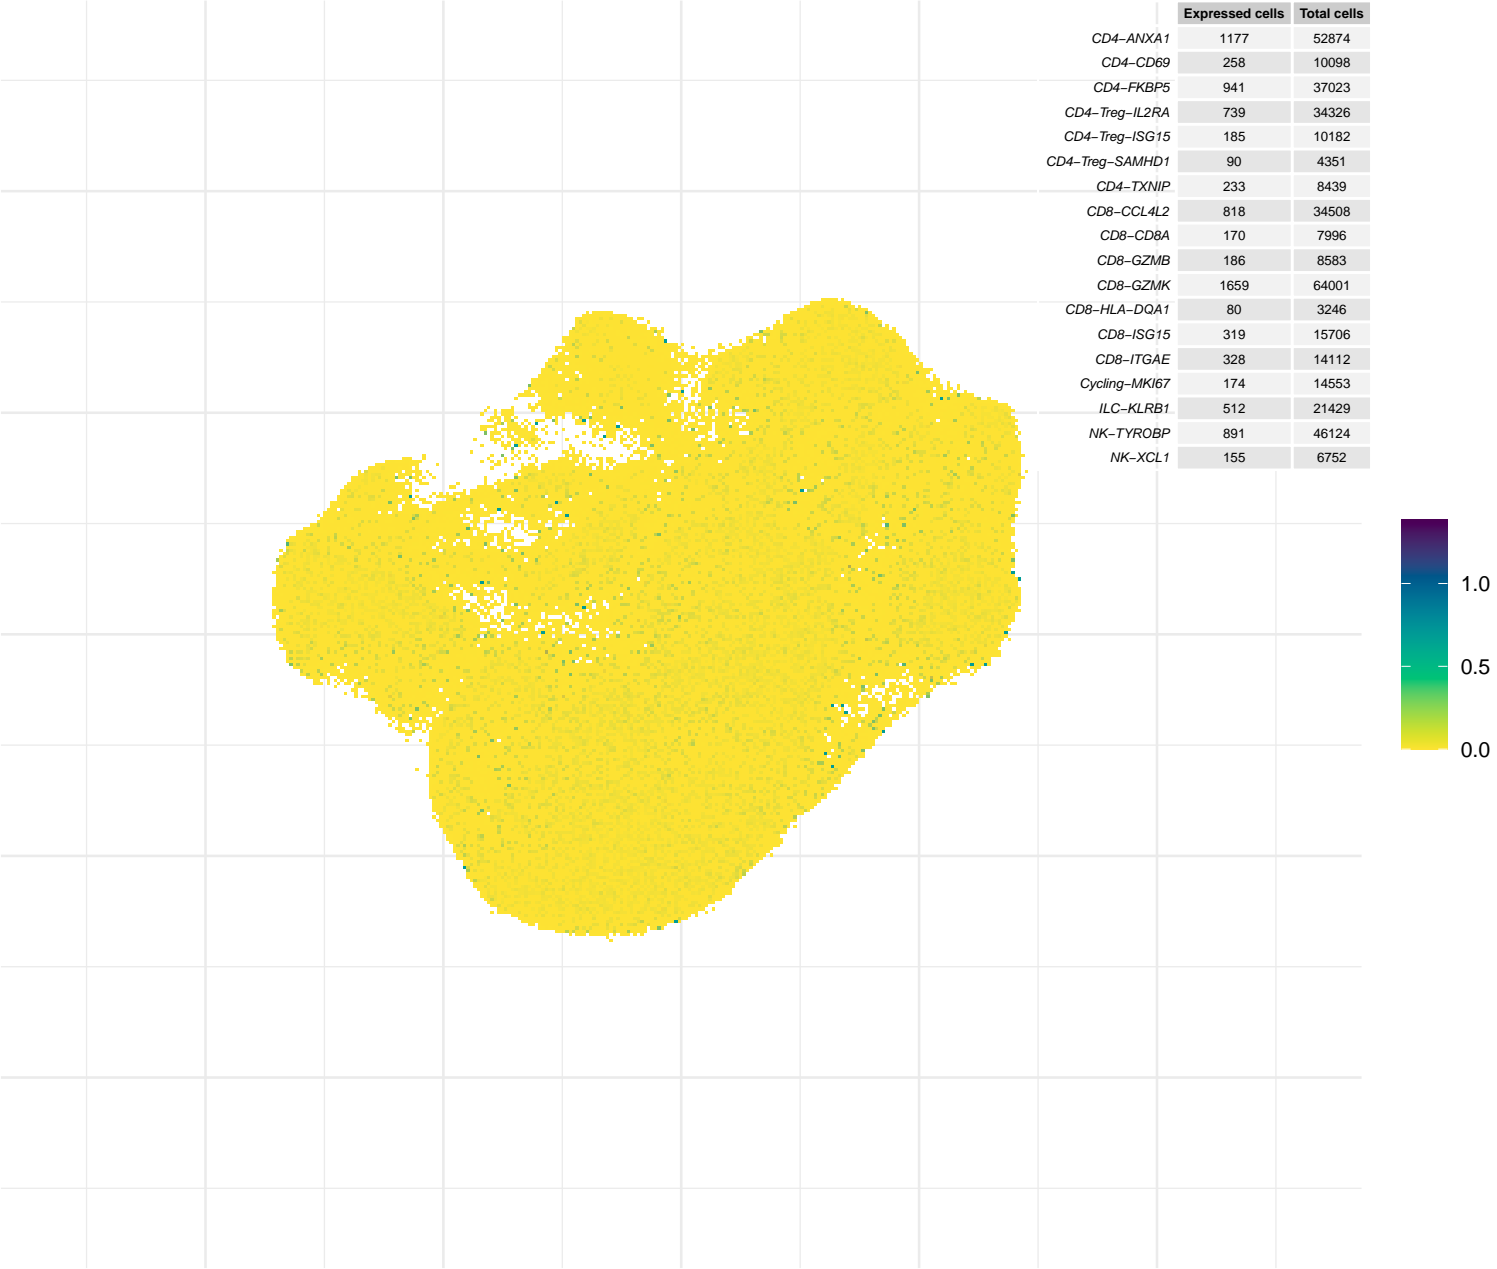 Expressed cells Total cells
CD4−ANXA1 1177 52874
CD4−CD69 258 10098
CD4−FKBP5 941 37023
CD4−Treg−IL2RA 739 34326
CD4−Treg−ISG15 185 10182
CD4−Treg−SAMHD1 90 4351
CD4−TXNIP 233 8439
CD8−CCL4L2 818 34508
CD8−CD8A 170 7996
CD8−GZMB 186 8583
CD8−GZMK 1659 64001
CD8−HLA−DQA1 80 3246
CD8−ISG15 319 15706
CD8−ITGAE 328 14112
Cycling−MKI67 174 14553
ILC−KLRB1 512 21429
NK−TYROBP 891 46124
NK−XCL1 155 6752
1.0
0.5
0.0